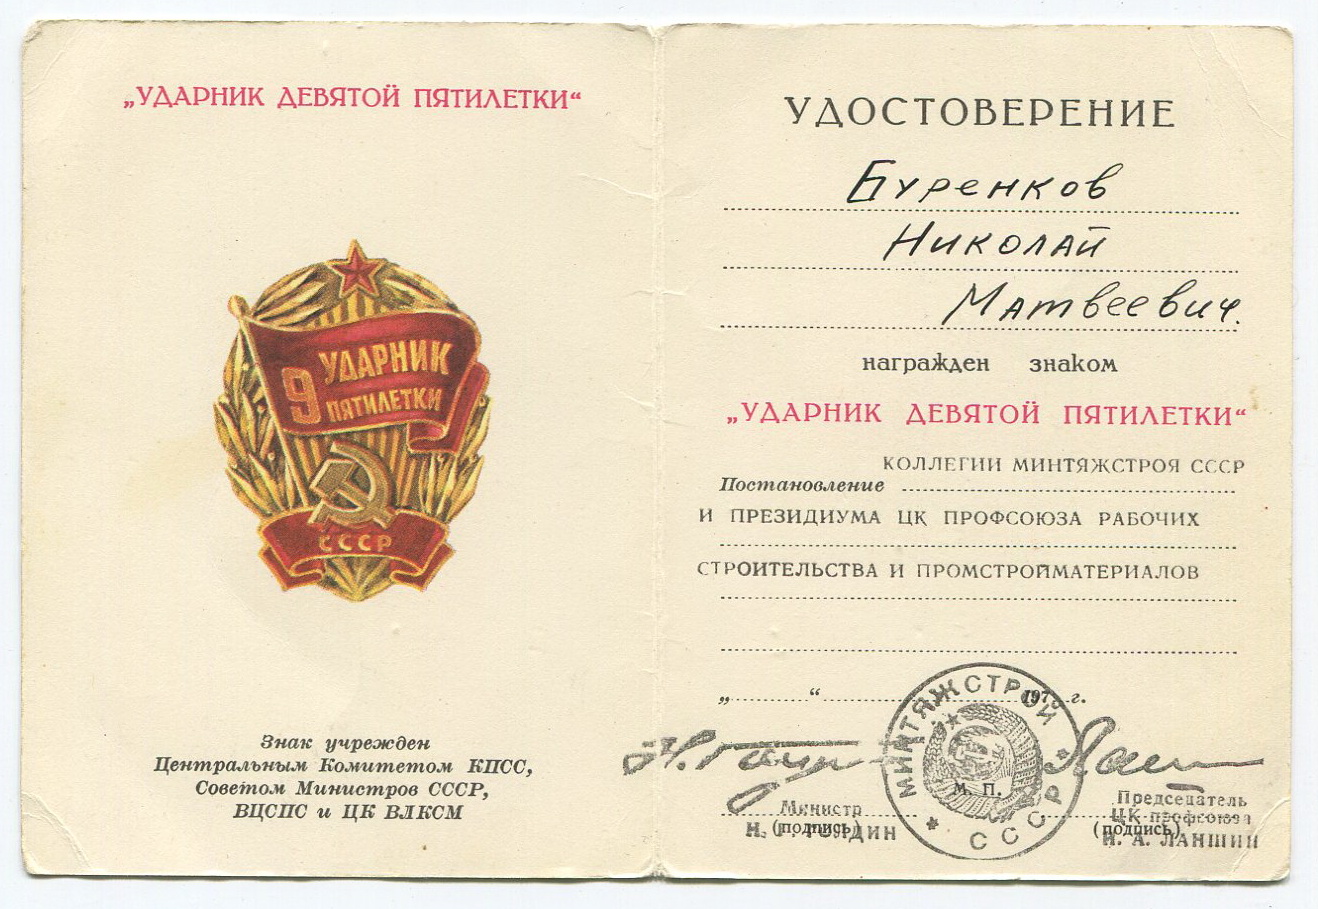 „УДАРНИК ДЕВЯТОЙ ПЯТИЛЕТКИ“
УДАРНИК
9 ПЯТИЛЕТКИ
СССР
Знак учрежден
Центральным Комитетом КПСС,
Советом Министров СССР,
ВЦСПС и ЦК ВЛКСМ
УДОСТОВЕРЕНИЕ
Буренков
Николай
Матвеевич.
награжден знаком
„УДАРНИК ДЕВЯТОЙ ПЯТИЛЕТКИ“
КОЛЛЕГИИ МИНТЯЖСТРОЯ СССР
Постановление
И ПРЕЗИДИУМА ЦК ПРОФСОЮЗА РАБОЧИХ
СТРОИТЕЛЬСТВА И ПРОМСТРОЙМАТЕРИАЛОВ
„ “ 197 г.
МИНТЯЖСТРОЙ
СССР
М. П.
Министр
(подпись)
ГОЛДИН
Председатель
ЦК профсоюза
(подпись)
И. А. ЛАНШИН